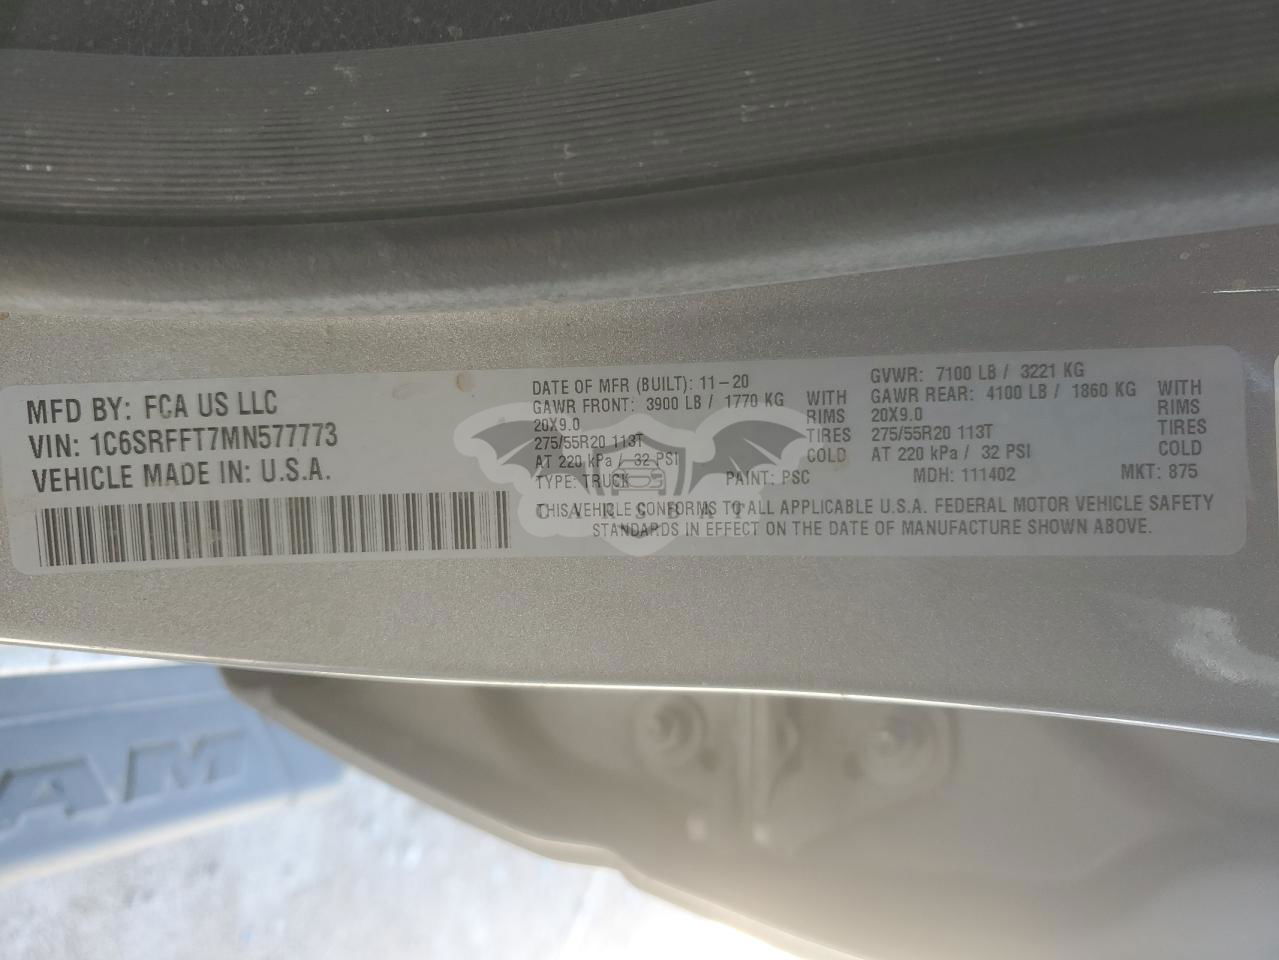 MFD BY: FCA US LLC
VIN: 1C6SRFFT7MN577773
VEHICLE MADE IN: U.S.A.
DATE OF MFR (BUILT): 11-20
GAWR FRONT: 3900 LB / 1770 KG WITH
20X9.0 RIMS
275/55R20 113T TIRES
AT 220 kPa / 32 PSI COLD
TYPE: TRUCK PAINT: PSC
GVWR: 7100 LB / 3221 KG
GAWR REAR: 4100 LB / 1860 KG WITH
20X9.0 RIMS
275/55R20 113T TIRES
AT 220 kPa / 32 PSI COLD
MDH: 111402 MKT: 875
THIS VEHICLE CONFORMS TO ALL APPLICABLE U.S.A. FEDERAL MOTOR VEHICLE SAFETY
STANDARDS IN EFFECT ON THE DATE OF MANUFACTURE SHOWN ABOVE.